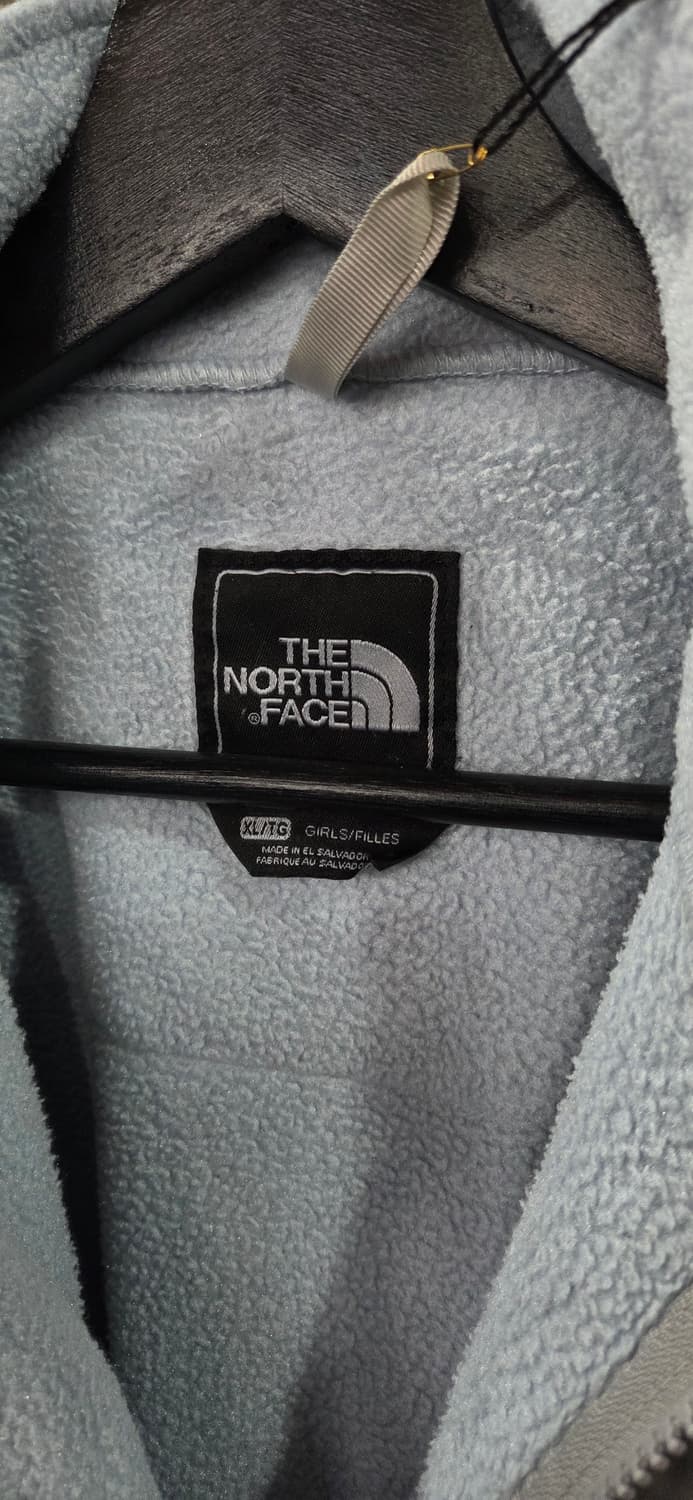 THE
NORTH
®FACE
XL/TG GIRLS/FILLES
MADE IN EL SALVADOR
FABRIQUE AU SALVADOR